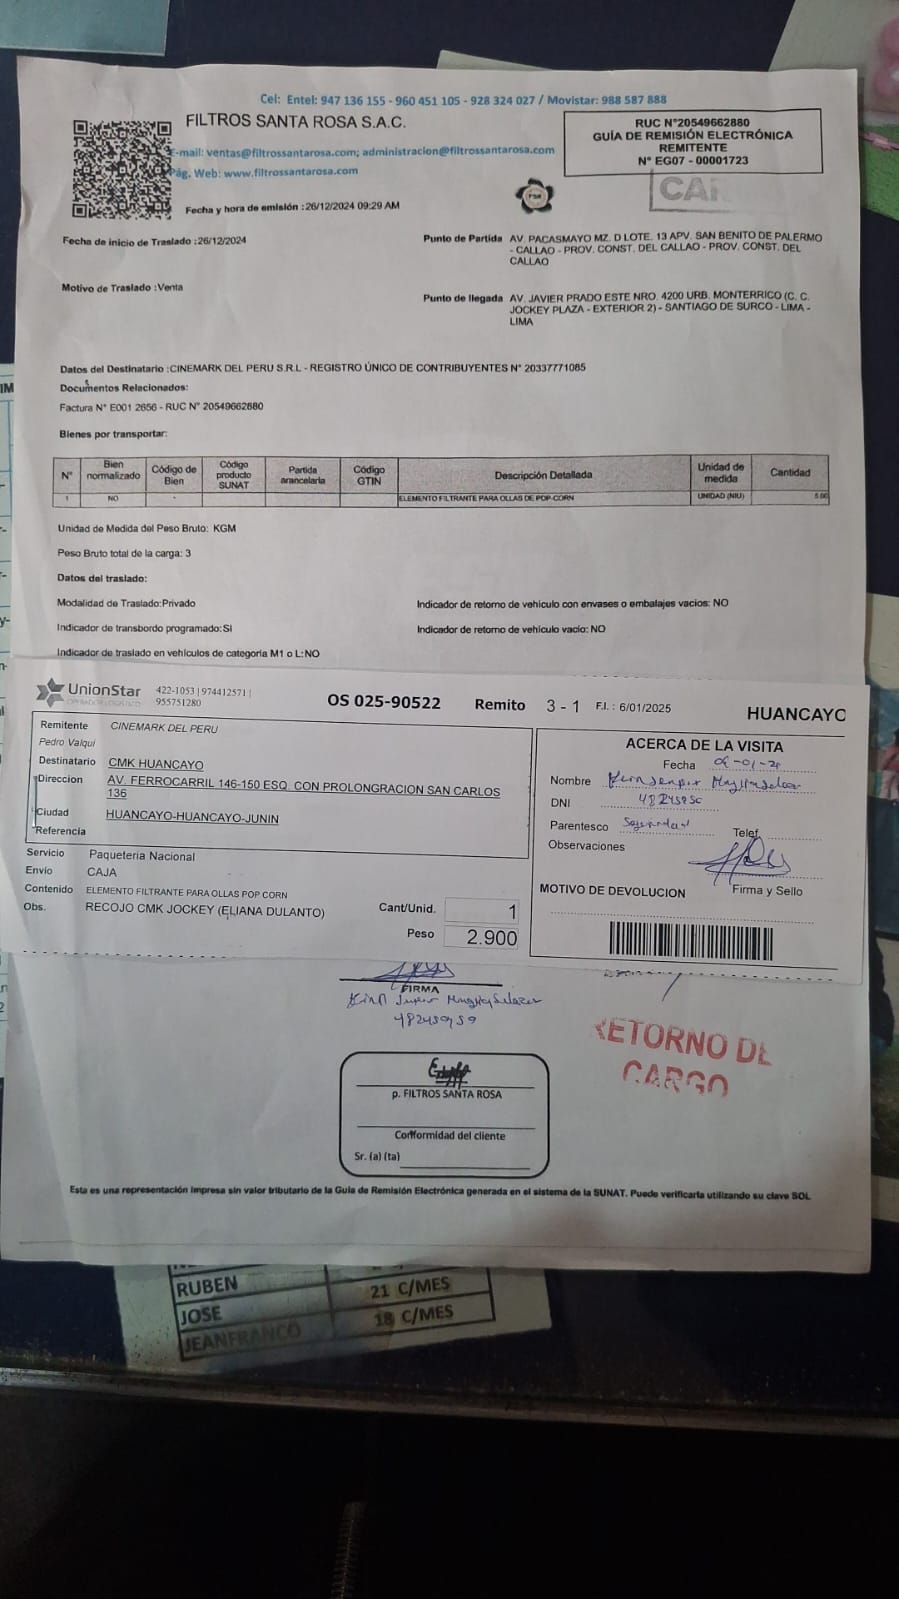 Cel: Entel: 947 136 155 - 960 451 105 - 928 324 027 / Movistar: 988 587 888
FILTROS SANTA ROSA S.A.C.
E-mail: ventas@filtrossantarosa.com; administracion@filtrossantarosa.com
Pág. Web: www.filtrossantarosa.com
RUC N°20549662880
GUÍA DE REMISIÓN ELECTRÓNICA
REMITENTE
N° EG07 - 00001723
Fecha y hora de emisión :26/12/2024 09:29 AM
Fecha de inicio de Traslado :26/12/2024
Punto de Partida AV. PACASMAYO MZ. D LOTE. 13 APV. SAN BENITO DE PALERMO
- CALLAO - PROV. CONST. DEL CALLAO - PROV. CONST. DEL
CALLAO
Motivo de Traslado :Venta
Punto de llegada AV. JAVIER PRADO ESTE NRO. 4200 URB. MONTERRICO (C. C.
JOCKEY PLAZA - EXTERIOR 2) - SANTIAGO DE SURCO - LIMA -
LIMA
Datos del Destinatario :CINEMARK DEL PERU S.R.L - REGISTRO ÚNICO DE CONTRIBUYENTES N° 20337771085
Documentos Relacionados:
Factura N° E001 2656 - RUC N° 20549662880
Bienes por transportar:
N° Bien normalizado Código de Bien Código producto SUNAT Partida arancelaria Código GTIN Descripción Detallada Unidad de medida Cantidad
1 NO - ELEMENTO FILTRANTE PARA OLLAS DE POP-CORN UNIDAD (NIU)
Unidad de Medida del Peso Bruto: KGM
Peso Bruto total de la carga: 3
Datos del traslado:
Modalidad de Traslado:Privado
Indicador de retorno de vehículo con envases o embalajes vacíos: NO
Indicador de transbordo programado:SI
Indicador de retorno de vehículo vacío: NO
Indicador de traslado en vehículos de categoría M1 o L:NO
UnionStar
OPERADOR LOGISTICO
422-1053 | 974412571 |
955751280
OS 025-90522 Remito 3 - 1 F.I. : 6/01/2025 HUANCAYO
Remitente CINEMARK DEL PERU
Pedro Valqui
Destinatario CMK HUANCAYO
Direccion AV. FERROCARRIL 146-150 ESQ. CON PROLONGRACION SAN CARLOS
136
Ciudad HUANCAYO-HUANCAYO-JUNIN
Referencia
Servicio Paqueteria Nacional
Envio CAJA
Contenido ELEMENTO FILTRANTE PARA OLLAS POP CORN
Obs. RECOJO CMK JOCKEY (ELIANA DULANTO)
Cant/Unid. 1
Peso 2.900
ACERCA DE LA VISITA
Fecha
Nombre
DNI
Parentesco
Telef.
Observaciones
MOTIVO DE DEVOLUCION
Firma y Sello
FIRMA
RETORNO DE
CARGO
p. FILTROS SANTA ROSA
Conformidad del cliente
Sr. (a) (ta)
Esta es una representación impresa sin valor tributario de la Guía de Remisión Electrónica generada en el sistema de la SUNAT. Puede verificarla utilizando su clave SOL
RUBEN 21 C/MES
JOSE 18 C/MES
JEANFRANCO